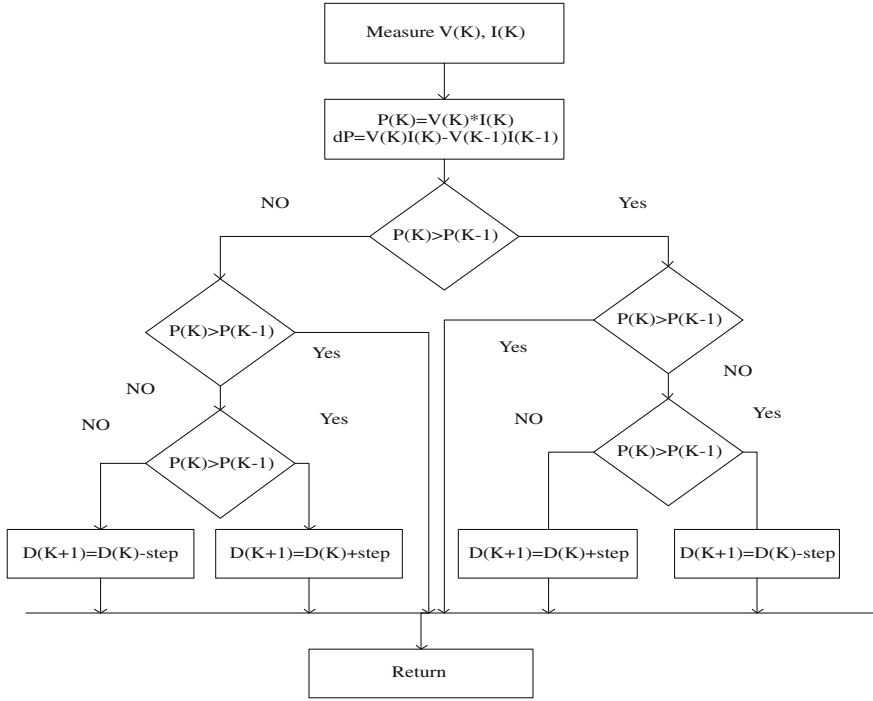 Measure V(K), I(K)
P(K)=V(K)*I(K)
dP=V(K)I(K)-V(K-1)I(K-1)
NO
Yes
P(K)>P(K-1)
P(K)>P(K-1)
P(K)>P(K-1)
Yes
Yes
NO
NO
NO
Yes
NO
Yes
P(K)>P(K-1)
P(K)>P(K-1)
D(K+1)=D(K)-step
D(K+1)=D(K)+step
D(K+1)=D(K)+step
D(K+1)=D(K)-step
Return